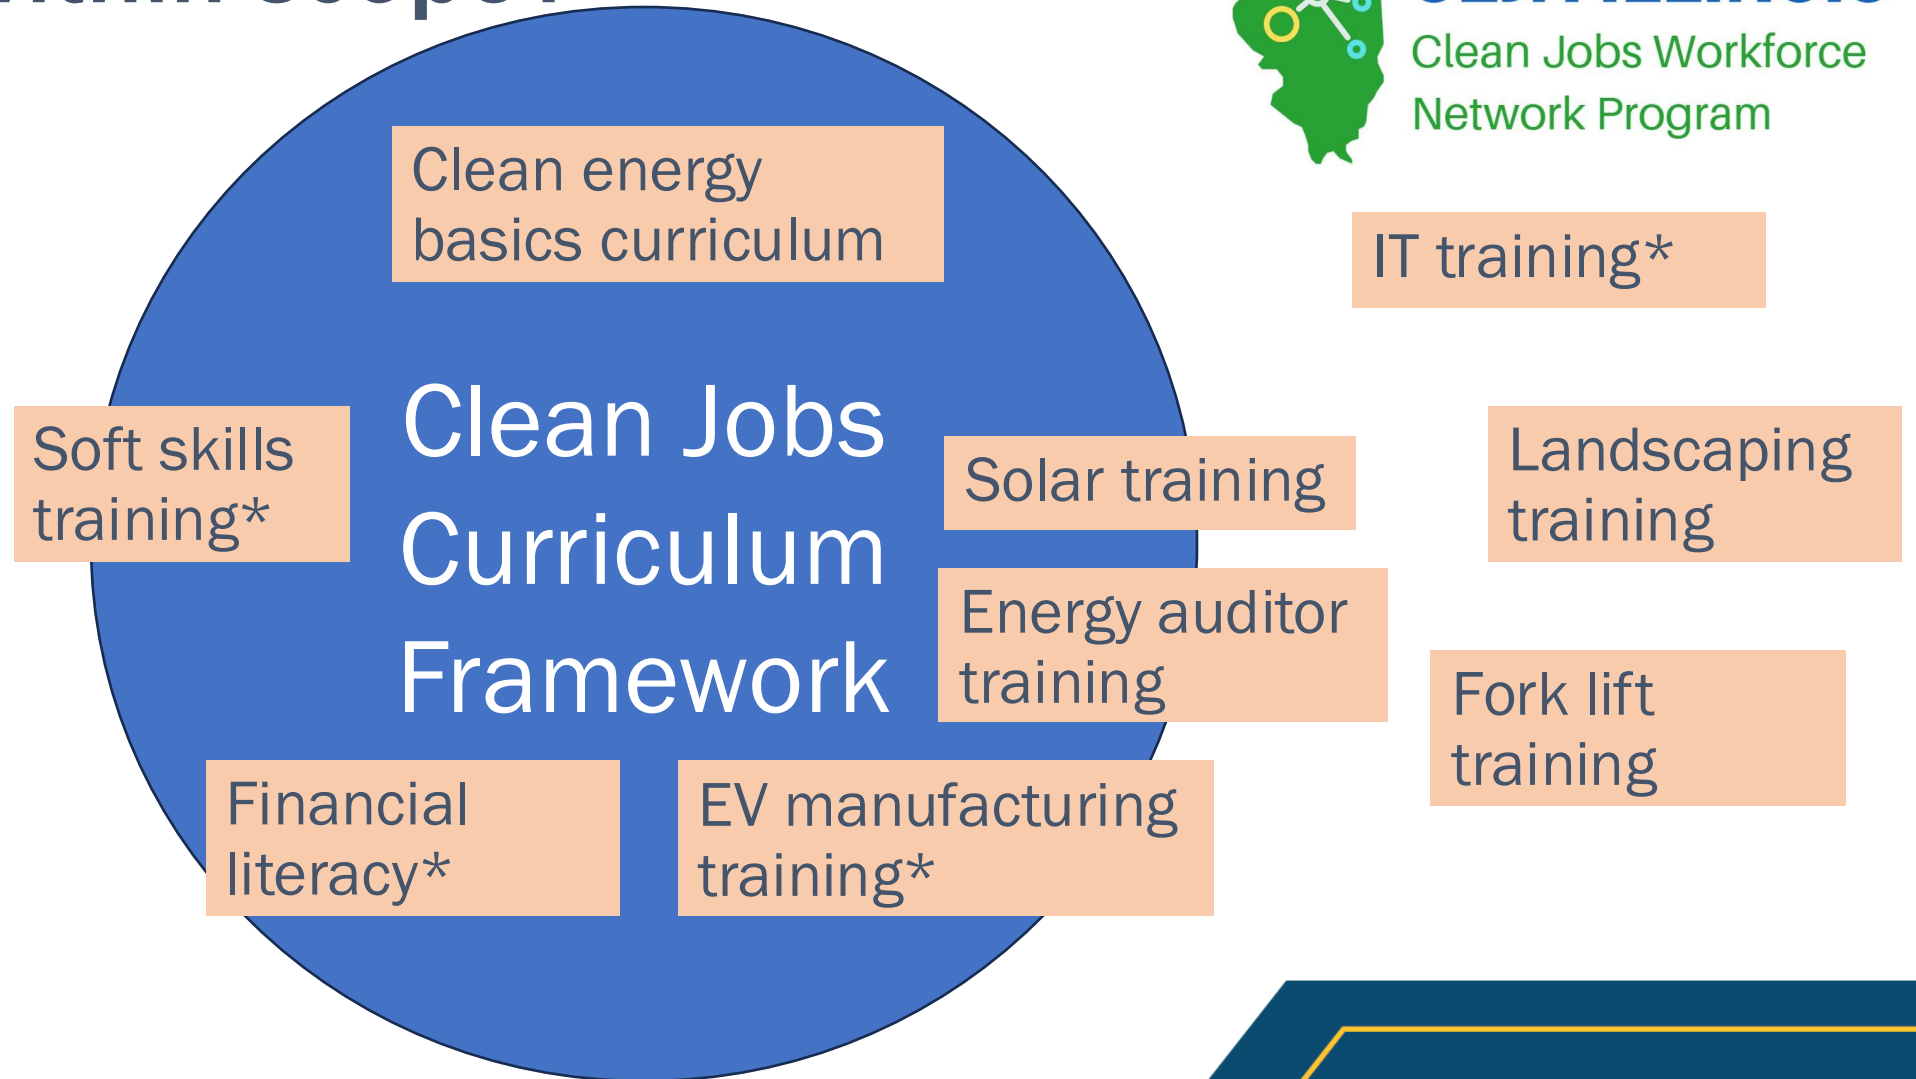 Clean Jobs Workforce
Network Program
Clean energy
basics curriculum
IT training*
Clean Jobs
Curriculum
Framework
Soft skills
training*
Solar training
Landscaping
training
Energy auditor
training
Fork lift
training
Financial
literacy*
EV manufacturing
training*